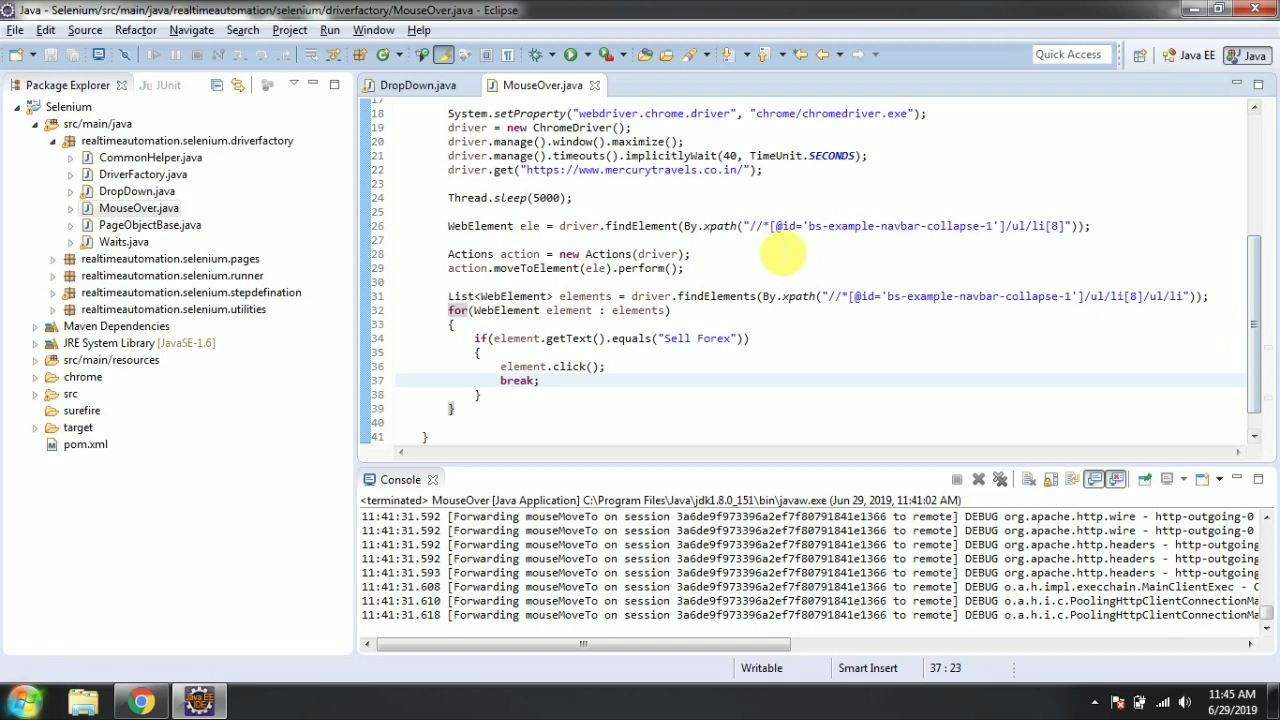 Java - Selenium/src/main/java/realtimeautomation/selenium/driverfactory/MouseOver.java - Eclipse
File Edit Source Refactor Navigate Search Project Run Window Help
Quick Access Java EE Java
Package Explorer JUnit
Selenium
src/main/java
realtimeautomation.selenium.driverfactory
CommonHelper.java
DriverFactory.java
DropDown.java
MouseOver.java
PageObjectBase.java
Waits.java
realtimeautomation.selenium.pages
realtimeautomation.selenium.runner
realtimeautomation.selenium.stepdefination
realtimeautomation.selenium.utilities
Maven Dependencies
JRE System Library [JavaSE-1.6]
src/main/resources
chrome
src
surefire
target
pom.xml
DropDown.java MouseOver.java
17
18 System.setProperty("webdriver.chrome.driver", "chrome/chromedriver.exe");
19 driver = new ChromeDriver();
20 driver.manage().window().maximize();
21 driver.manage().timeouts().implicitlyWait(40, TimeUnit.SECONDS);
22 driver.get("https://www.mercurytravels.co.in/");
23
24 Thread.sleep(5000);
25
26 WebElement ele = driver.findElement(By.xpath("//*[@id='bs-example-navbar-collapse-1']/ul/li[8]"));
27
28 Actions action = new Actions(driver);
29 action.moveToElement(ele).perform();
30
31 List<WebElement> elements = driver.findElements(By.xpath("//*[@id='bs-example-navbar-collapse-1']/ul/li[8]/ul/li"));
32 for(WebElement element : elements)
33 {
34 if(element.getText().equals("Sell Forex"))
35 {
36 element.click();
37 break;
38 }
39 }
40
41 }
Console
<terminated> MouseOver [Java Application] C:\Program Files\Java\jdk1.8.0_151\bin\javaw.exe (Jun 29, 2019, 11:41:02 AM)
11:41:31.592 [Forwarding mouseMoveTo on session 3a6de9f973396a2ef7f80791841e1366 to remote] DEBUG org.apache.http.wire - http-outgoing-0
11:41:31.592 [Forwarding mouseMoveTo on session 3a6de9f973396a2ef7f80791841e1366 to remote] DEBUG org.apache.http.wire - http-outgoing-0
11:41:31.592 [Forwarding mouseMoveTo on session 3a6de9f973396a2ef7f80791841e1366 to remote] DEBUG org.apache.http.headers - http-outgoing
11:41:31.592 [Forwarding mouseMoveTo on session 3a6de9f973396a2ef7f80791841e1366 to remote] DEBUG org.apache.http.headers - http-outgoing
11:41:31.593 [Forwarding mouseMoveTo on session 3a6de9f973396a2ef7f80791841e1366 to remote] DEBUG org.apache.http.headers - http-outgoing
11:41:31.608 [Forwarding mouseMoveTo on session 3a6de9f973396a2ef7f80791841e1366 to remote] DEBUG o.a.h.impl.execchain.MainClientExec - C
11:41:31.610 [Forwarding mouseMoveTo on session 3a6de9f973396a2ef7f80791841e1366 to remote] DEBUG o.a.h.i.c.PoolingHttpClientConnectionMa
11:41:31.618 [Forwarding mouseMoveTo on session 3a6de9f973396a2ef7f80791841e1366 to remote] DEBUG o.a.h.i.c.PoolingHttpClientConnectionMa
Writable Smart Insert 37 : 23
Java EE
IDE
11:45 AM
6/29/2019